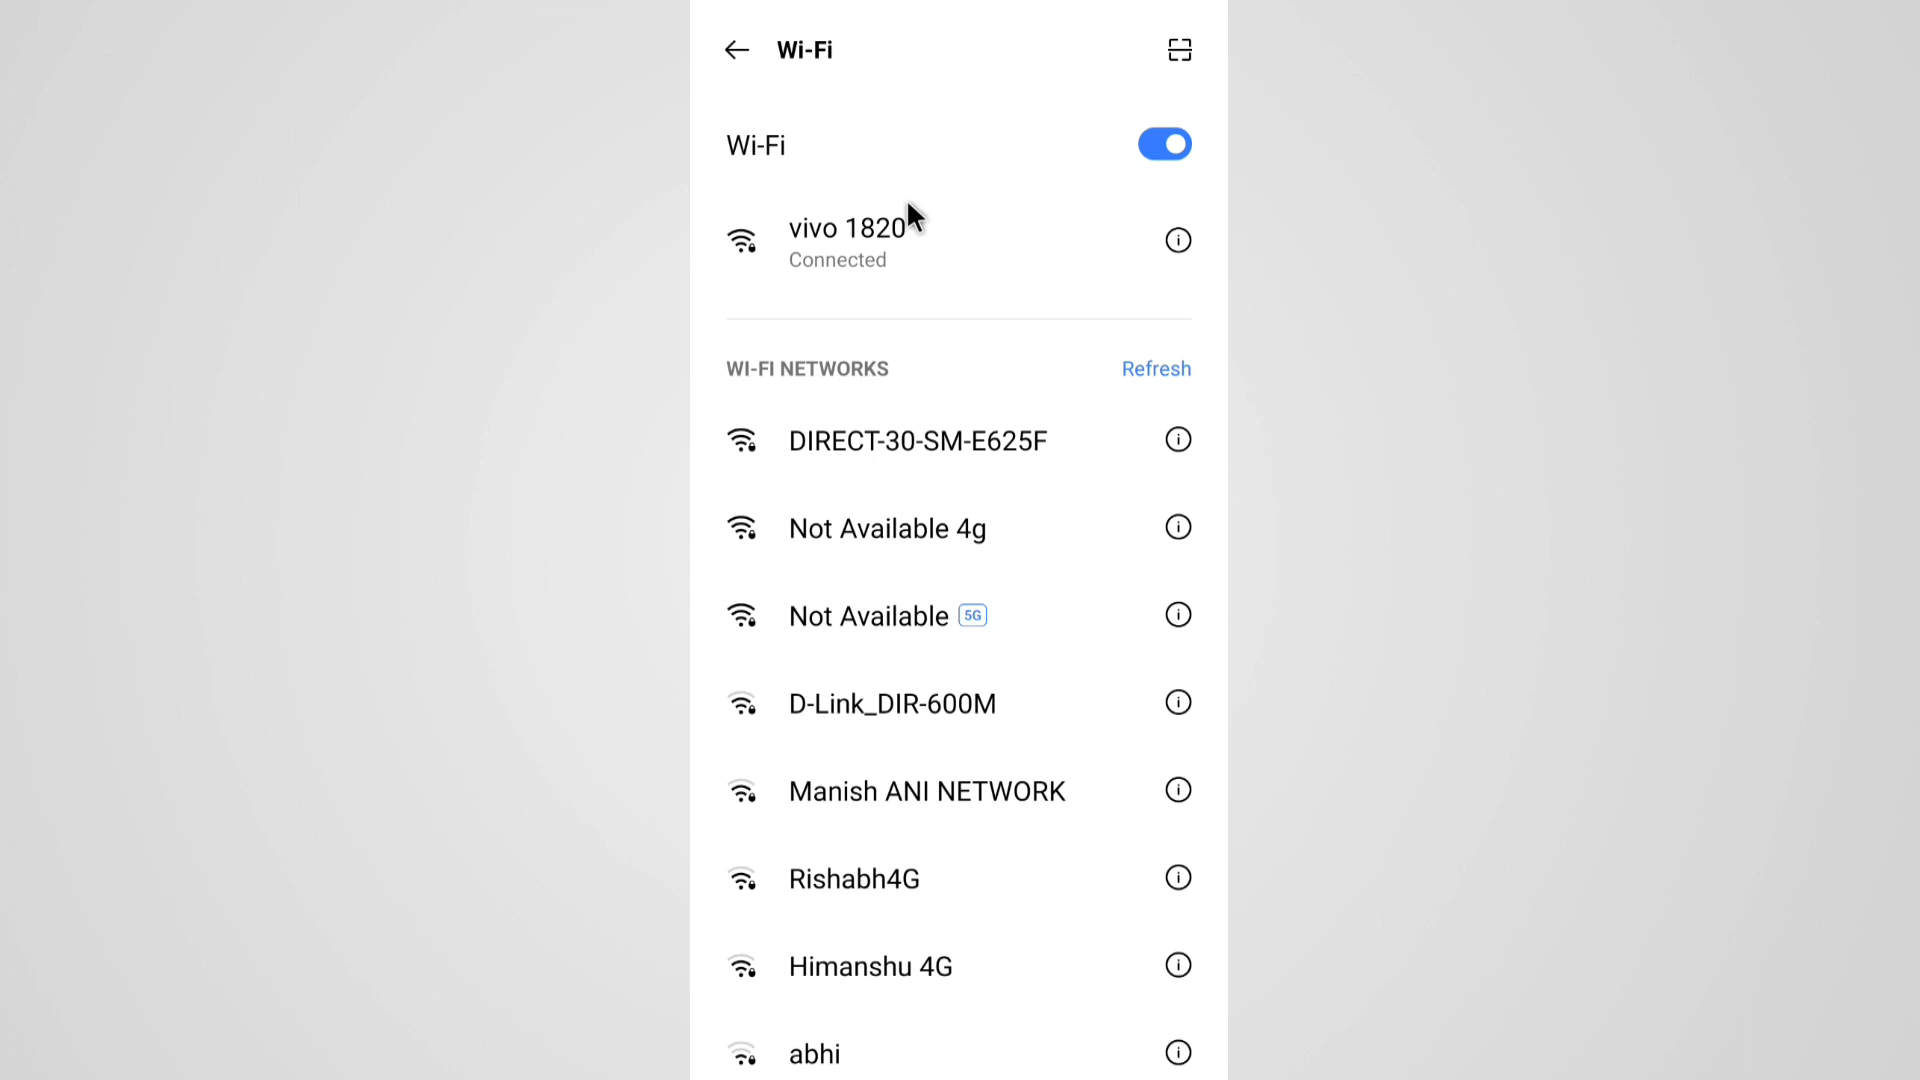 Wi-Fi
Wi-Fi
vivo 1820
Connected
WI-FI NETWORKS Refresh
DIRECT-30-SM-E625F
Not Available 4g
Not Available 5G
D-Link_DIR-600M
Manish ANI NETWORK
Rishabh4G
Himanshu 4G
abhi